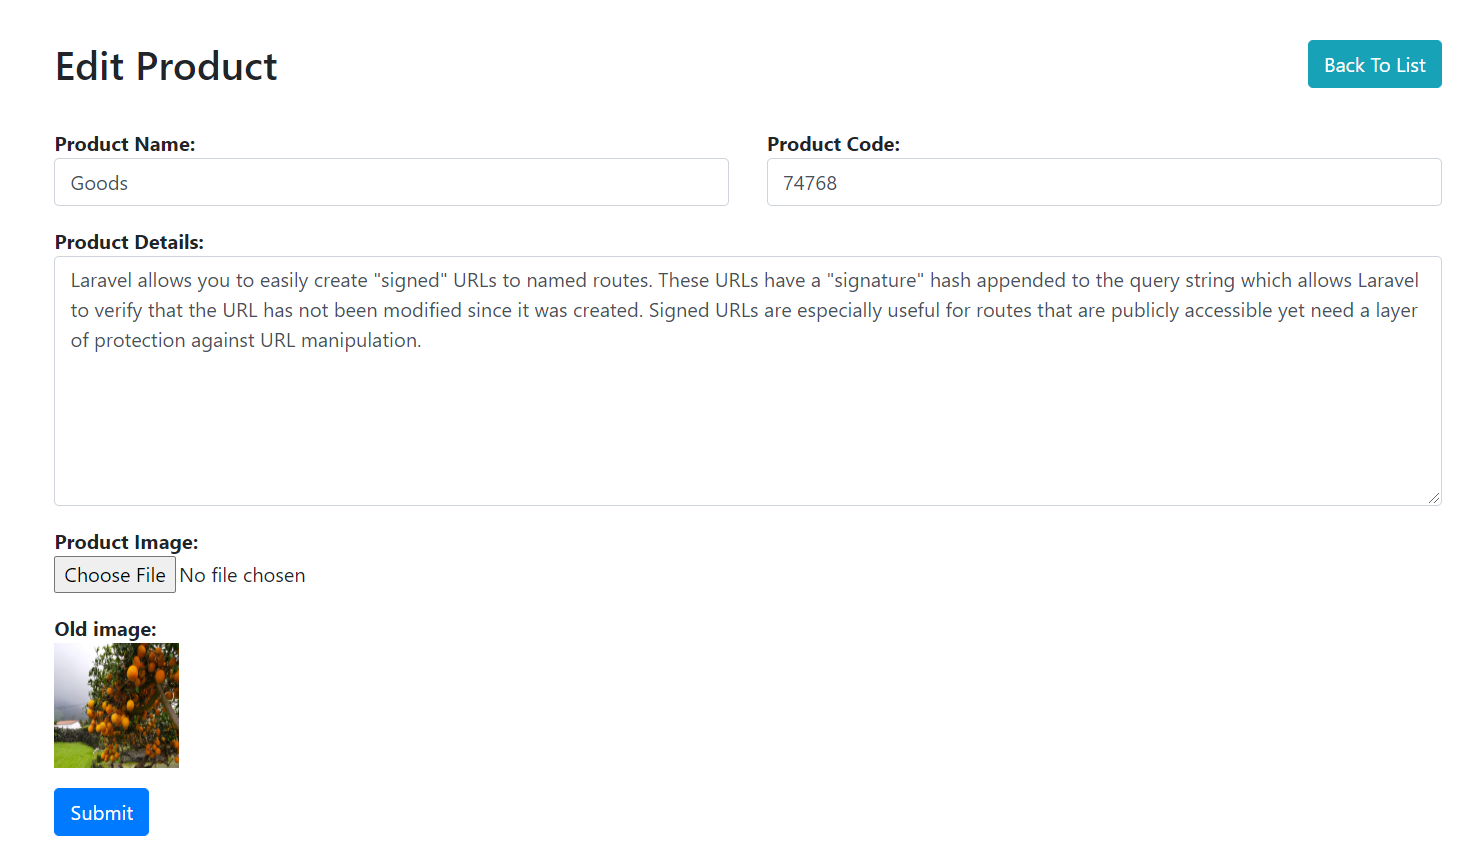 Edit Product
Back To List
Product Name:
Product Code:
Goods
74768
Product Details:
Laravel allows you to easily create "signed" URLs to named routes. These URLs have a "signature" hash appended to the query string which allows Laravel
to verify that the URL has not been modified since it was created. Signed URLs are especially useful for routes that are publicly accessible yet need a layer
of protection against URL manipulation.
Product Image:
Choose File No file chosen
Old image:
Submit